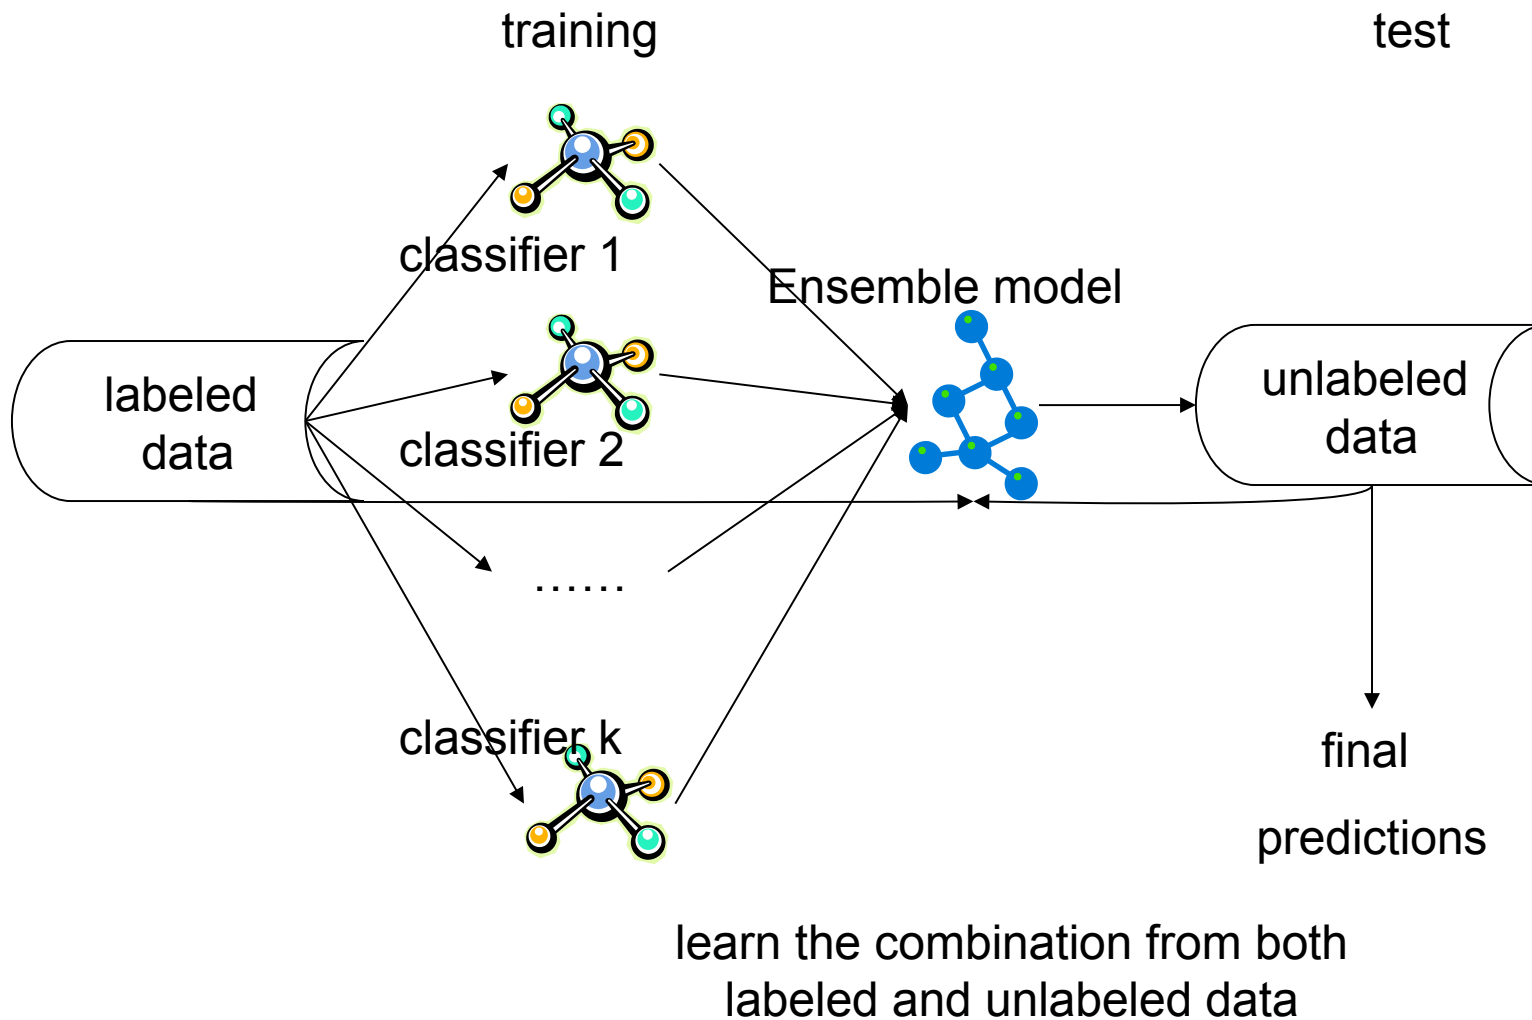 training
test
classifier 1
Ensemble model
labeled
data
unlabeled
data
classifier 2
……
classifier k
final
predictions
learn the combination from both
labeled and unlabeled data